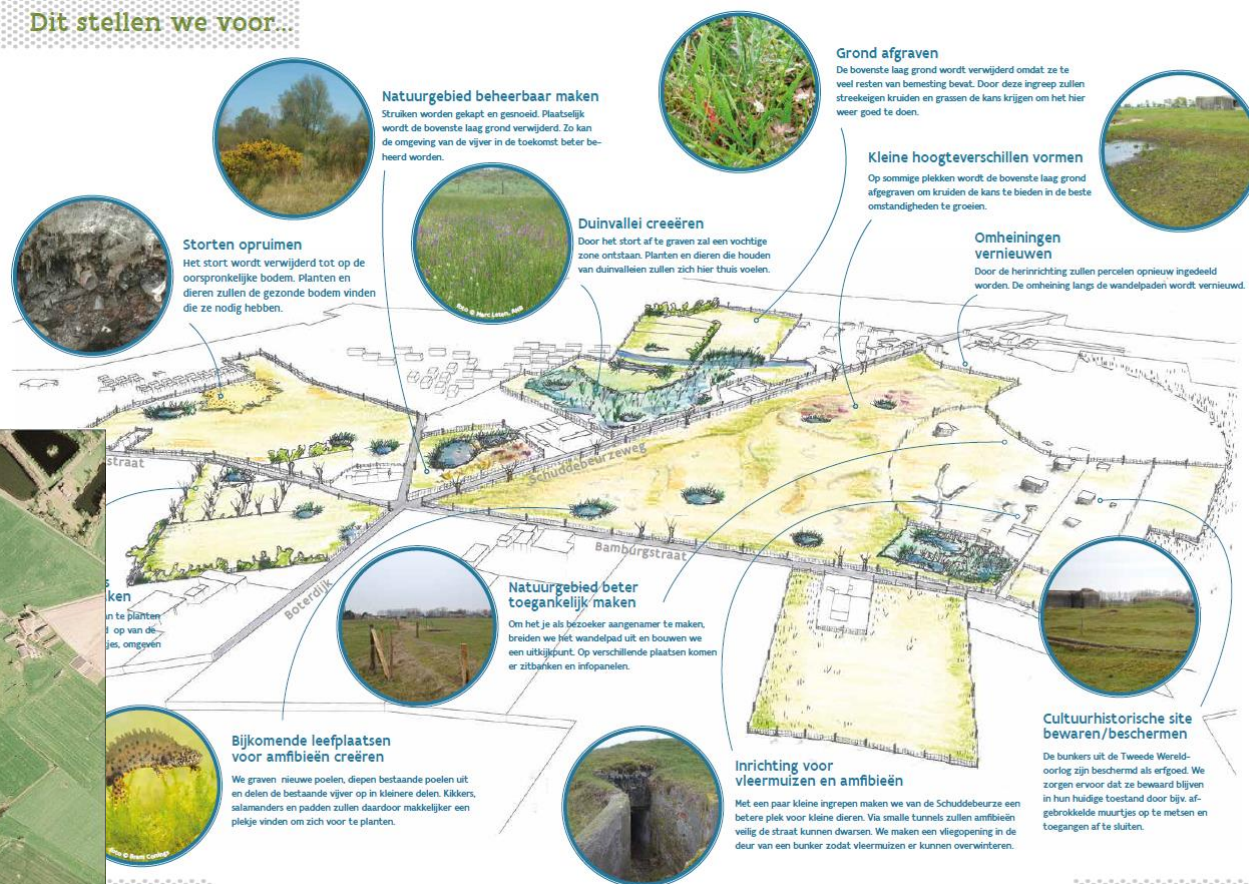 Dit stellen we voor...
Grond afgraven
De bovenste laag grond wordt verwijderd omdat ze te
veel resten van bemesting bevat. Door deze ingreep zullen
streekeigen kruiden en grassen de kans krijgen om het hier
weer goed te doen.
Natuurgebied beheerbaar maken
Struiken worden gekapt en gesnoeid. Plaatselijk
wordt de bovenste laag grond verwijderd. Zo kan
de omgeving van de vijver in de toekomst beter be-
heerd worden.
Kleine hoogteverschillen vormen
Op sommige plekken wordt de bovenste laag grond
afgegraven om kruiden de kans te bieden in de beste
omstandigheden te groeien.
Duinvallei creëeren
Door het stort af te graven zal een vochtige
zone ontstaan. Planten en dieren die houden
van duinvalleien zullen zich hier thuis voelen.
Storten opruimen
Het stort wordt verwijderd tot op de
oorspronkelijke bodem. Planten en
dieren zullen de gezonde bodem vinden
die ze nodig hebben.
Omheiningen
vernieuwen
Door de herinrichting zullen percelen opnieuw ingedeeld
worden. De omheining langs de wandelpaden wordt vernieuwd.
straat
Schuddebeurzeweg
Bamburgstraat
Boterdijk
s
ken
n te planten
op van de
jes, omgeven
Natuurgebied beter
toegankelijk maken
Om het je als bezoeker aangenamer te maken,
breiden we het wandelpad uit en bouwen we
een uitkijkpunt. Op verschillende plaatsen komen
er zitbanken en infopanelen.
Bijkomende leefplaatsen
voor amfibieën creëren
We graven nieuwe poelen, diepen bestaande poelen uit
en delen de bestaande vijver op in kleinere delen. Kikkers,
salamanders en padden zullen daardoor makkelijker een
plekje vinden om zich voor te planten.
Inrichting voor
vleermuizen en amfibieën
Met een paar kleine ingrepen maken we van de Schuddebeurze een
betere plek voor kleine dieren. Via smalle tunnels zullen amfibieën
veilig de straat kunnen dwarsen. We maken een vliegopening in de
deur van een bunker zodat vleermuizen er kunnen overwinteren.
Cultuurhistorische site
bewaren/beschermen
De bunkers uit de Tweede Wereld-
oorlog zijn beschermd als erfgoed. We
zorgen ervoor dat ze bewaard blijven
in hun huidige toestand door bijv. af-
gebrokkelde muurtjes op te metsen en
toegangen af te sluiten.